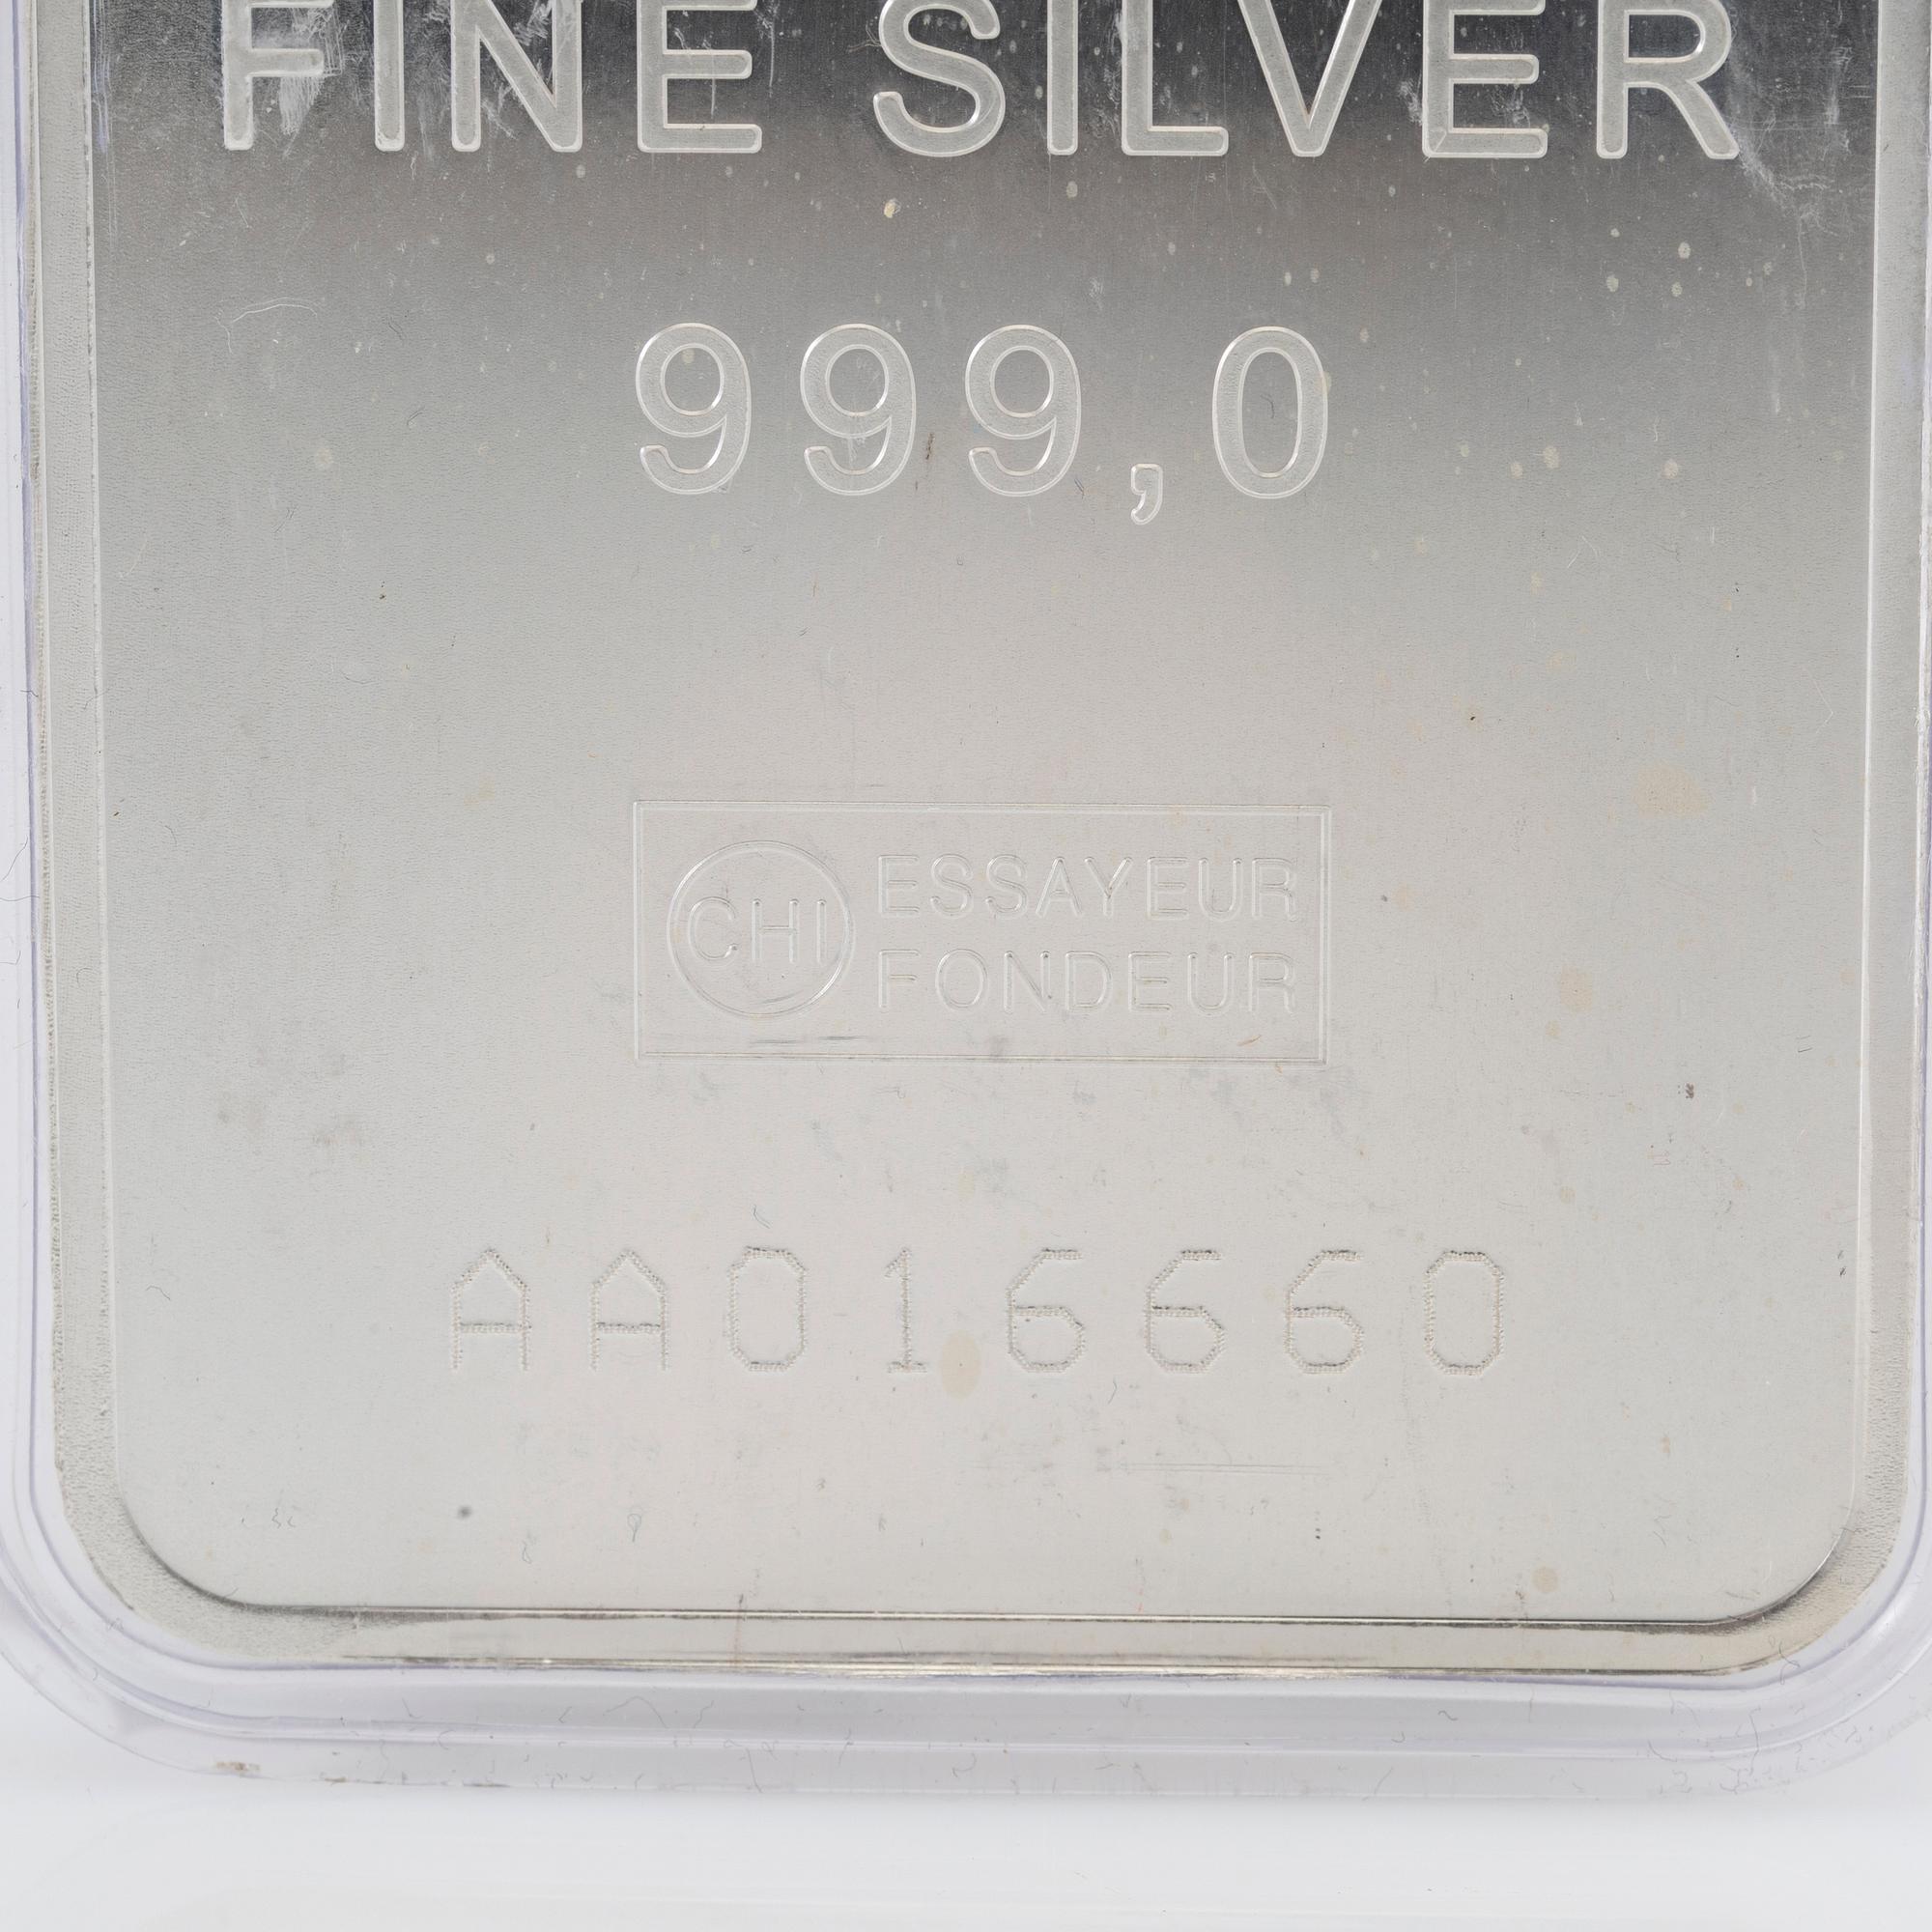 FINE SILVER
999,0
CHI ESSAYEUR
FONDEUR
AA016660